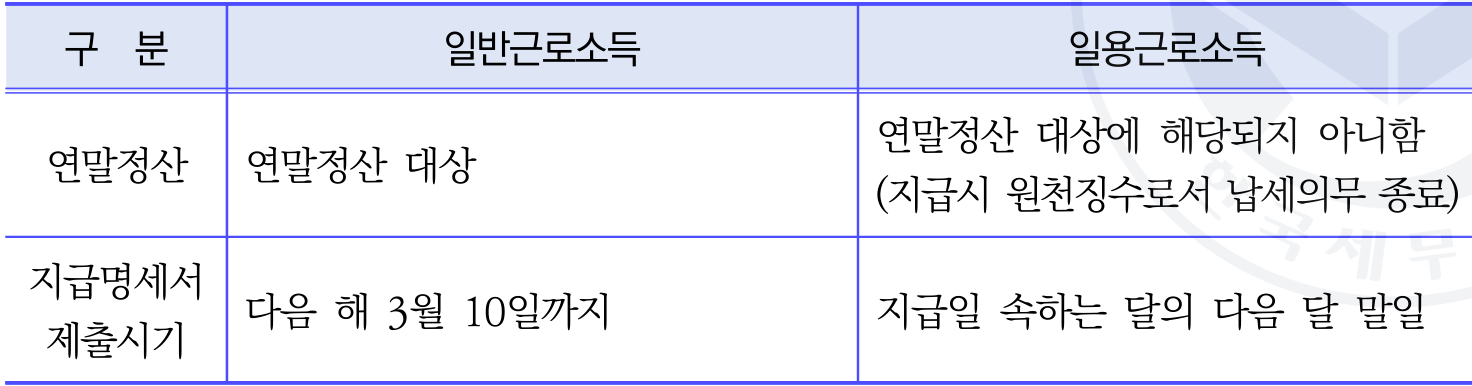 구 분 일반근로소득 일용근로소득
연말정산 연말정산 대상 연말정산 대상에 해당되지 아니함
(지급시 원천징수로서 납세의무 종료)
지급명세서
제출시기 다음 해 3월 10일까지 지급일 속하는 달의 다음 달 말일
한국세무